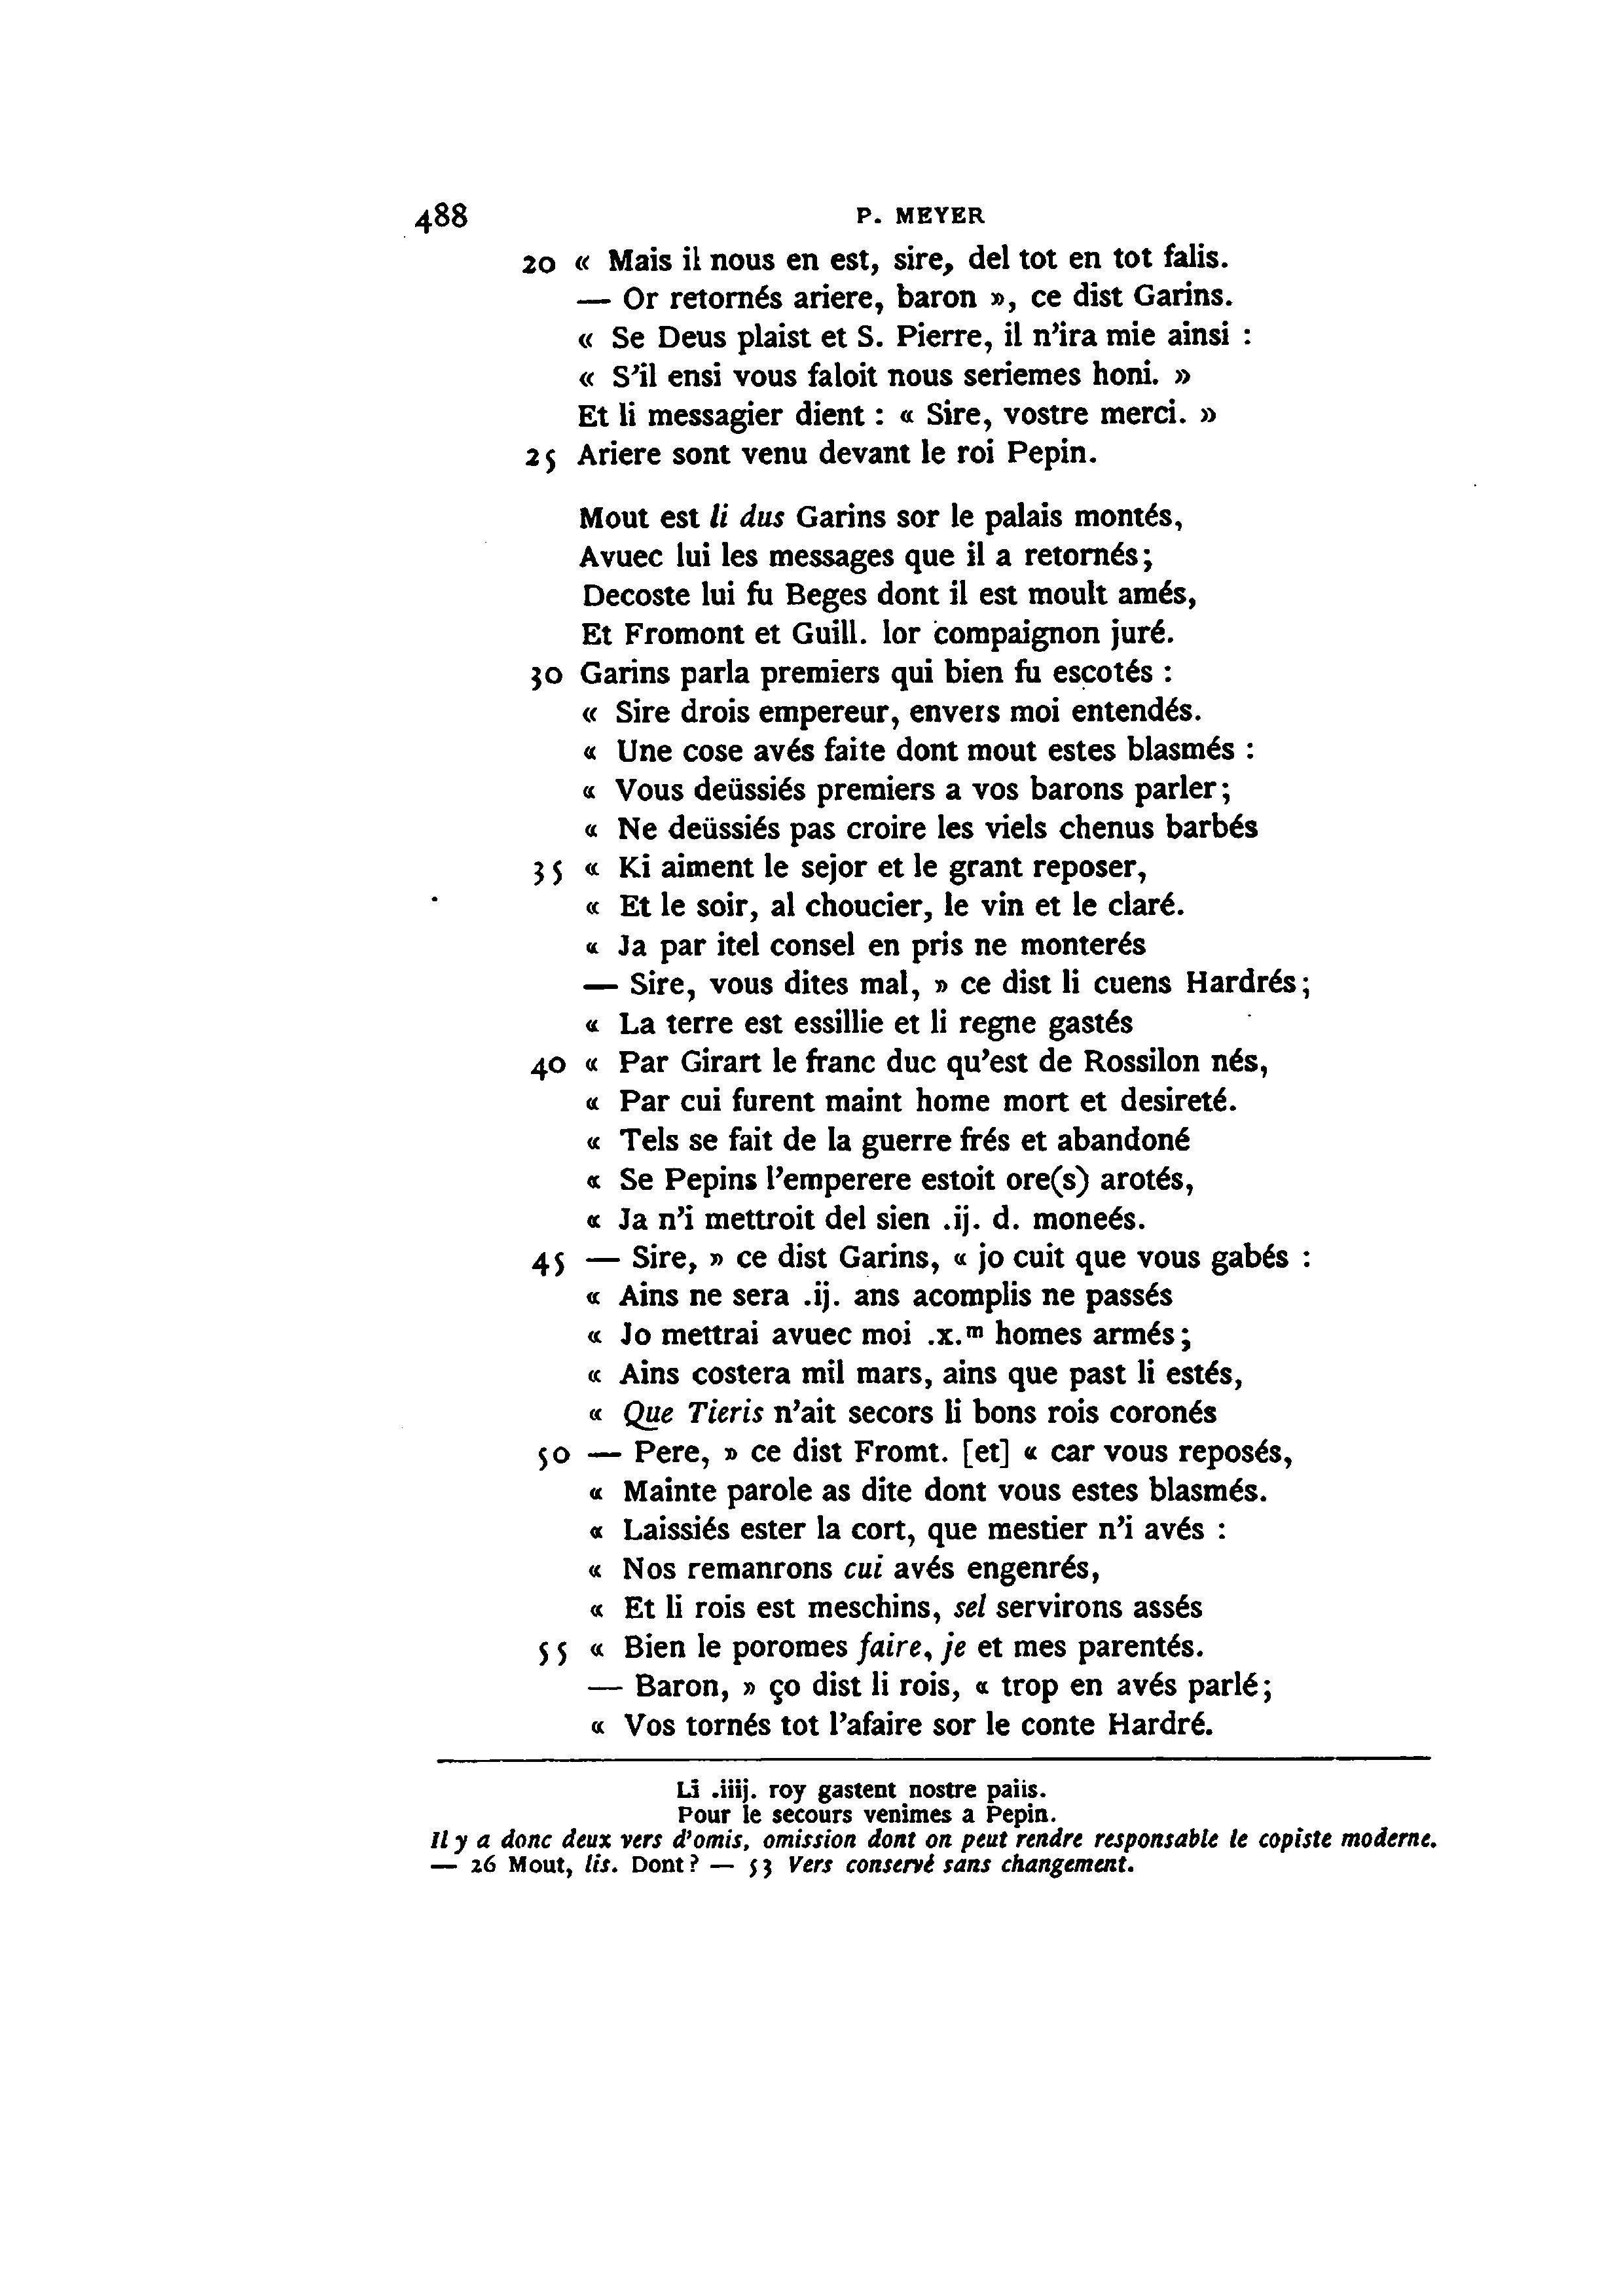 488 P. MEYER
20 « Mais il nous en est, sire, del tot en tot falis.
— Or retornés ariere, baron », ce dist Garins.
« Se Deus plaist et S. Pierre, il n'ira mie ainsi :
« S'il ensi vous faloit nous seriemes honi. »
Et li messagier dient : « Sire, vostre merci. »
25 Ariere sont venu devant le roi Pepin.
Mout est li dus Garins sor le palais montés,
Avuec lui les messages que il a retornés;
Decoste lui fu Beges dont il est moult amés,
Et Fromont et Guill. lor compaignon juré.
30 Garins parla premiers qui bien fu escotés :
« Sire drois empereur, envers moi entendés.
« Une cose avés faite dont mout estes blasmés :
« Vous deüssiés premiers a vos barons parler;
« Ne deüssiés pas croire les viels chenus barbés
35 « Ki aiment le sejor et le grant reposer,
« Et le soir, al choucier, le vin et le claré.
« Ja par itel consel en pris ne monterés
— Sire, vous dites mal, » ce dist li cuens Hardrés;
« La terre est essillie et li regne gastés
40 « Par Girart le franc duc qu'est de Rossilon nés,
« Par cui furent maint home mort et desireté.
« Tels se fait de la guerre frés et abandoné
« Se Pepins l'emperere estoit ore(s) arotés,
« Ja n'i mettroit del sien .ij. d. moneés.
45 — Sire, » ce dist Garins, « jo cuit que vous gabés :
« Ains ne sera .ij. ans acomplis ne passés
« Jo mettrai avuec moi .x.m homes armés;
« Ains costera mil mars, ains que past li estés,
« Que Tieris n'ait secors li bons rois coronés
50 — Pere, » ce dist Fromt. [et] « car vous reposés,
« Mainte parole as dite dont vous estes blasmés.
« Laissiés ester la cort, que mestier n'i avés :
« Nos remanrons cui avés engenrés,
« Et li rois est meschins, sel servirons assés
55 « Bien le poromes faire, je et mes parentés.
— Baron, » ço dist li rois, « trop en avés parlé;
« Vos tornés tot l'afaire sor le conte Hardré.
Li .iiij. roy gastent nostre païis.
Pour le secours venimes a Pepin.
Il y a donc deux vers d'omis, omission dont on peut rendre responsable le copiste moderne.
— 26 Mout, lis. Dont? — 53 Vers conservé sans changement.